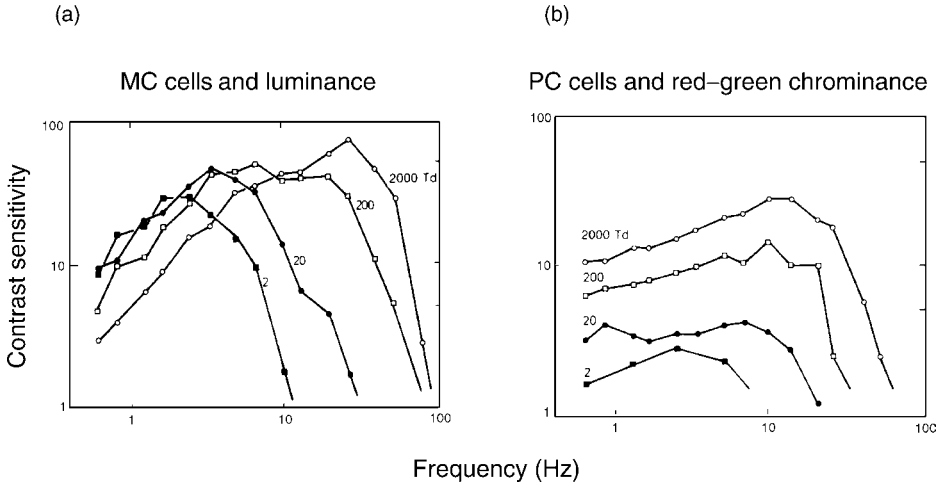 (a)
(b)
MC cells and luminance
PC cells and red–green chrominance
Contrast sensitivity
100
10
1
1
10
100
2000 Td
200
20
2
100
10
1
1
10
100
2000 Td
200
20
2
Frequency (Hz)